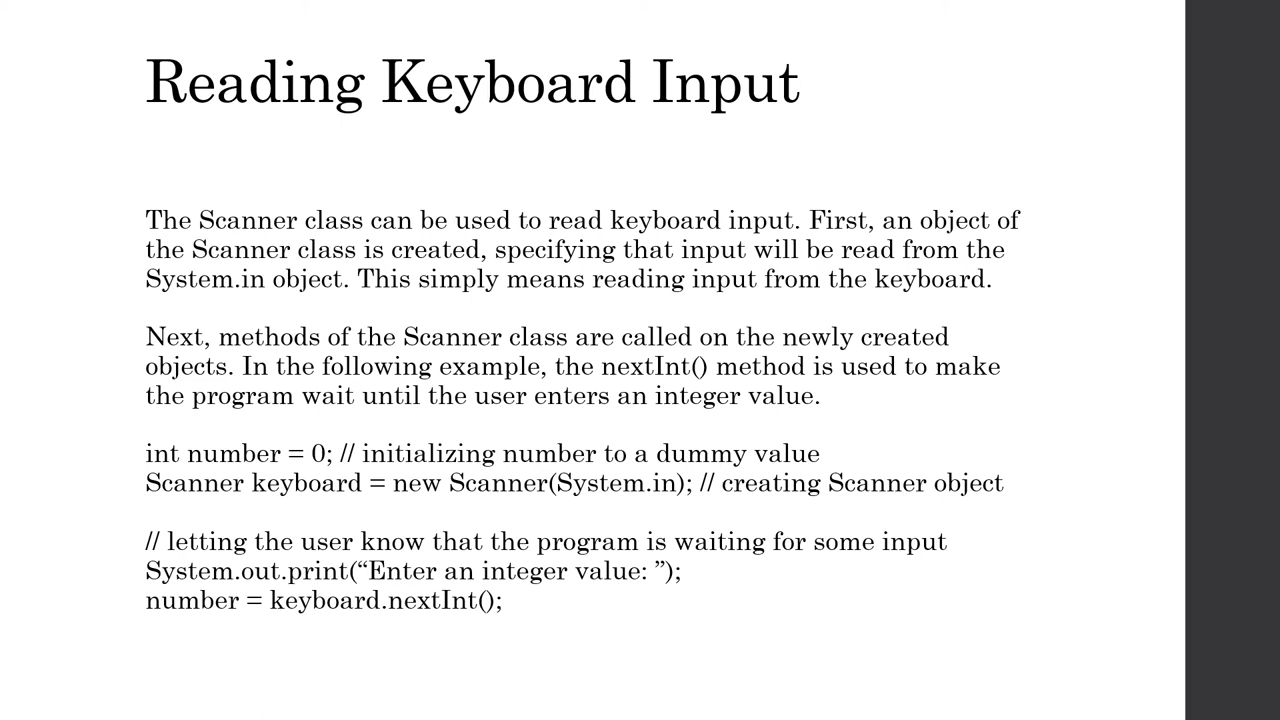 Reading Keyboard Input
The Scanner class can be used to read keyboard input. First, an object of
the Scanner class is created, specifying that input will be read from the
System.in object. This simply means reading input from the keyboard.
Next, methods of the Scanner class are called on the newly created
objects. In the following example, the nextInt() method is used to make
the program wait until the user enters an integer value.
int number = 0; // initializing number to a dummy value
Scanner keyboard = new Scanner(System.in); // creating Scanner object
// letting the user know that the program is waiting for some input
System.out.print(“Enter an integer value: ”);
number = keyboard.nextInt();